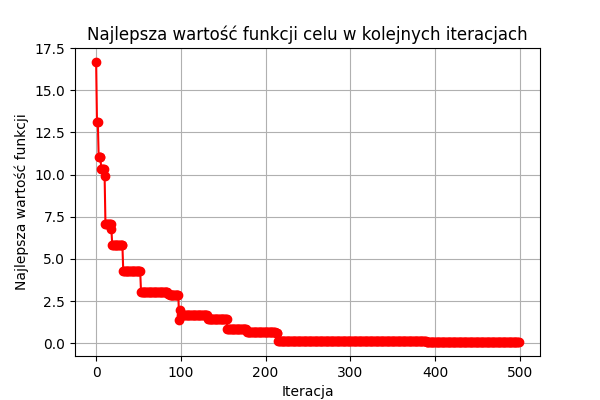 Najlepsza wartość funkcji celu w kolejnych iteracjach
Najlepsza wartość funkcji
17.5
15.0
12.5
10.0
7.5
5.0
2.5
0.0
0 100 200 300 400 500
Iteracja